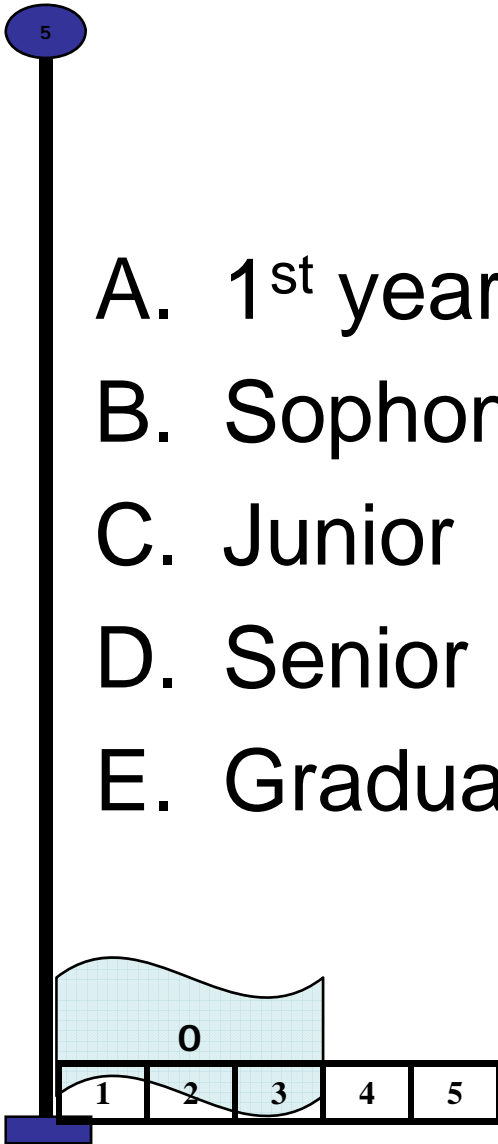 5
A. 1st year
B. Sophor
C. Junior
D. Senior
E. Gradua
0
1 2 3 4 5